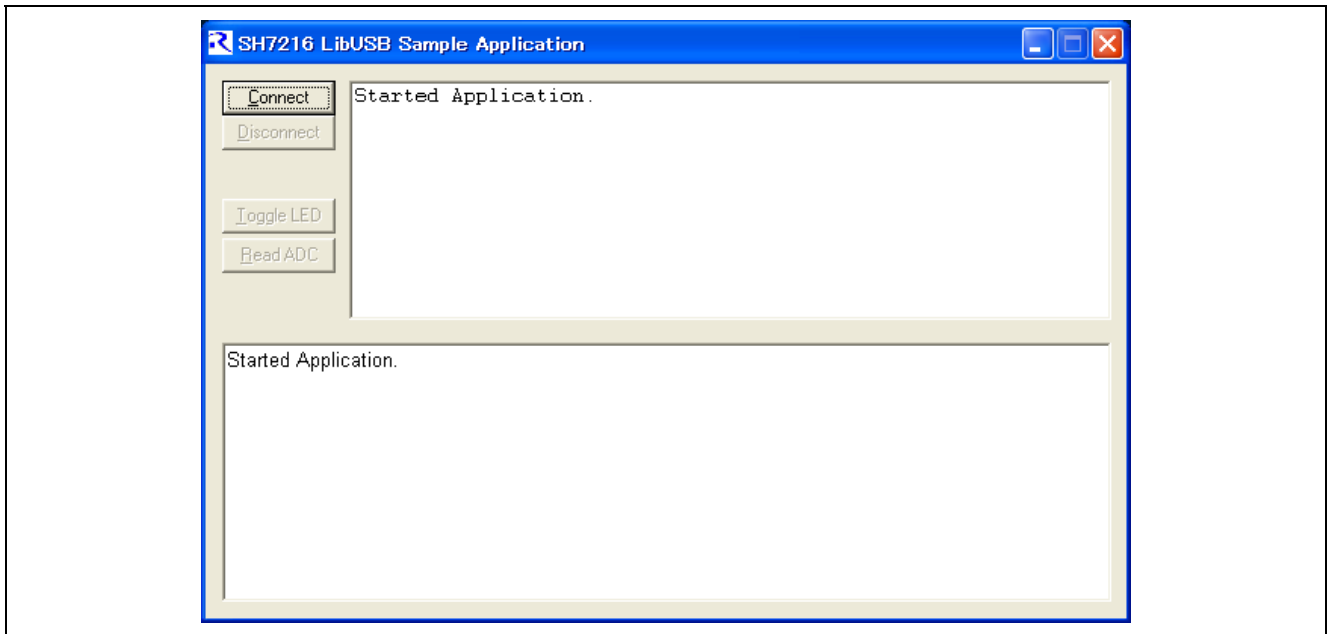 SH7216 LibUSB Sample Application
Connect
Disconnect
Toggle LED
Read ADC
Started Application.
Started Application.